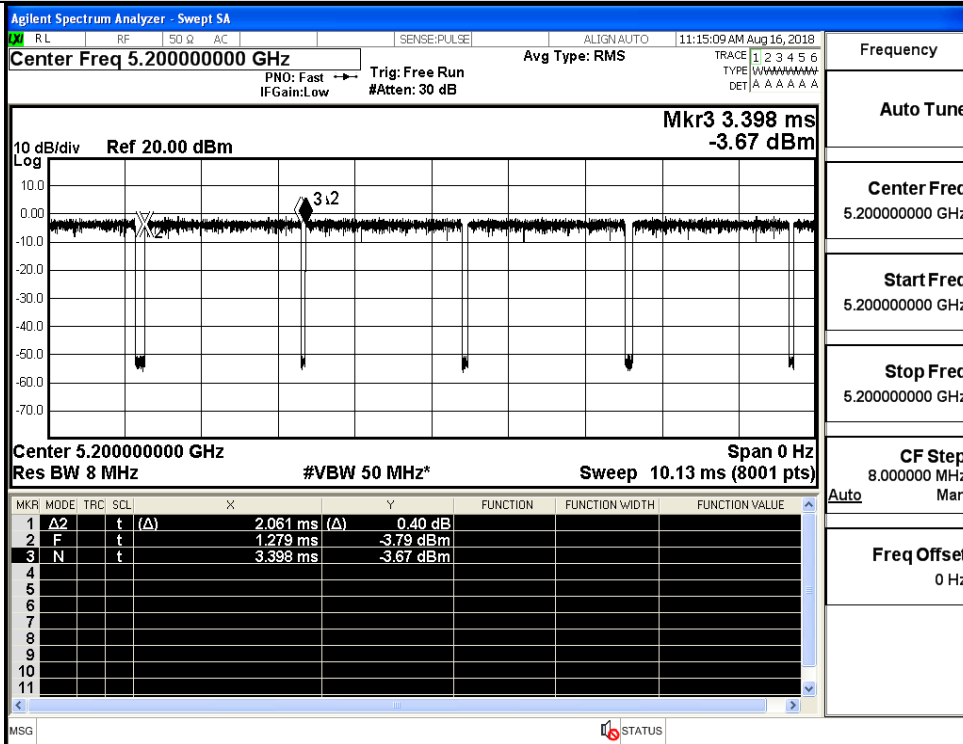 Agilent Spectrum Analyzer - Swept SA
LXI RL RF 50 Ω AC SENSE:PULSE ALIGN AUTO 11:15:09 AM Aug 16, 2018
Center Freq 5.200000000 GHz Avg Type: RMS TRACE 1 2 3 4 5 6
PNO: Fast Trig: Free Run TYPE WWWWWW
IFGain:Low #Atten: 30 dB DET A A A A A A
Mkr3 3.398 ms
-3.67 dBm
10 dB/div Ref 20.00 dBm
Log
10.0
0.00
-10.0
-20.0
-30.0
-40.0
-50.0
-60.0
-70.0
Center 5.200000000 GHz Span 0 Hz
Res BW 8 MHz #VBW 50 MHz* Sweep 10.13 ms (8001 pts)
MKR MODE TRC SCL X Y FUNCTION FUNCTION WIDTH FUNCTION VALUE
1 Δ2 t (Δ) 2.061 ms (Δ) 0.40 dB
2 F t 1.279 ms -3.79 dBm
3 N t 3.398 ms -3.67 dBm
4
5
6
7
8
9
10
11
MSG STATUS
Frequency
Auto Tune
Center Freq
5.200000000 GHz
Start Freq
5.200000000 GHz
Stop Freq
5.200000000 GHz
CF Step
8.000000 MHz
Auto Man
Freq Offset
0 Hz